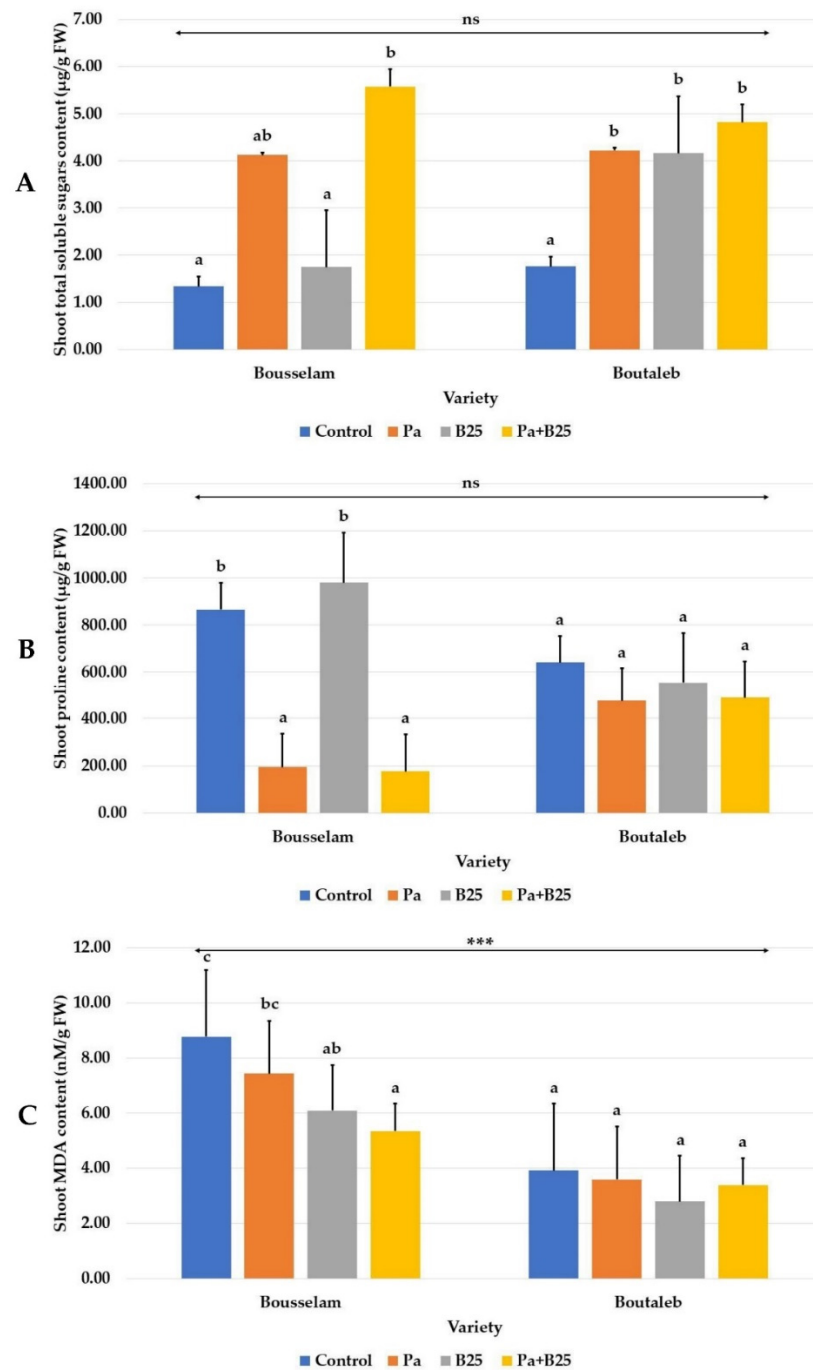 A
Shoot total soluble sugars content (µg/g FW)
7.00
6.00
5.00
4.00
3.00
2.00
1.00
0.00
ns
a
ab
a
b
a
b
b
b
Bousselam
Boutaleb
Variety
Control Pa B25 Pa+B25
B
Shoot proline content (µg/g FW)
1400.00
1200.00
1000.00
800.00
600.00
400.00
200.00
0.00
ns
b
a
b
a
a
a
a
a
Bousselam
Boutaleb
Variety
Control Pa B25 Pa+B25
C
Shoot MDA content (nM/g FW)
12.00
10.00
8.00
6.00
4.00
2.00
0.00
***
c
bc
ab
a
a
a
a
a
Bousselam
Boutaleb
Variety
Control Pa B25 Pa+B25